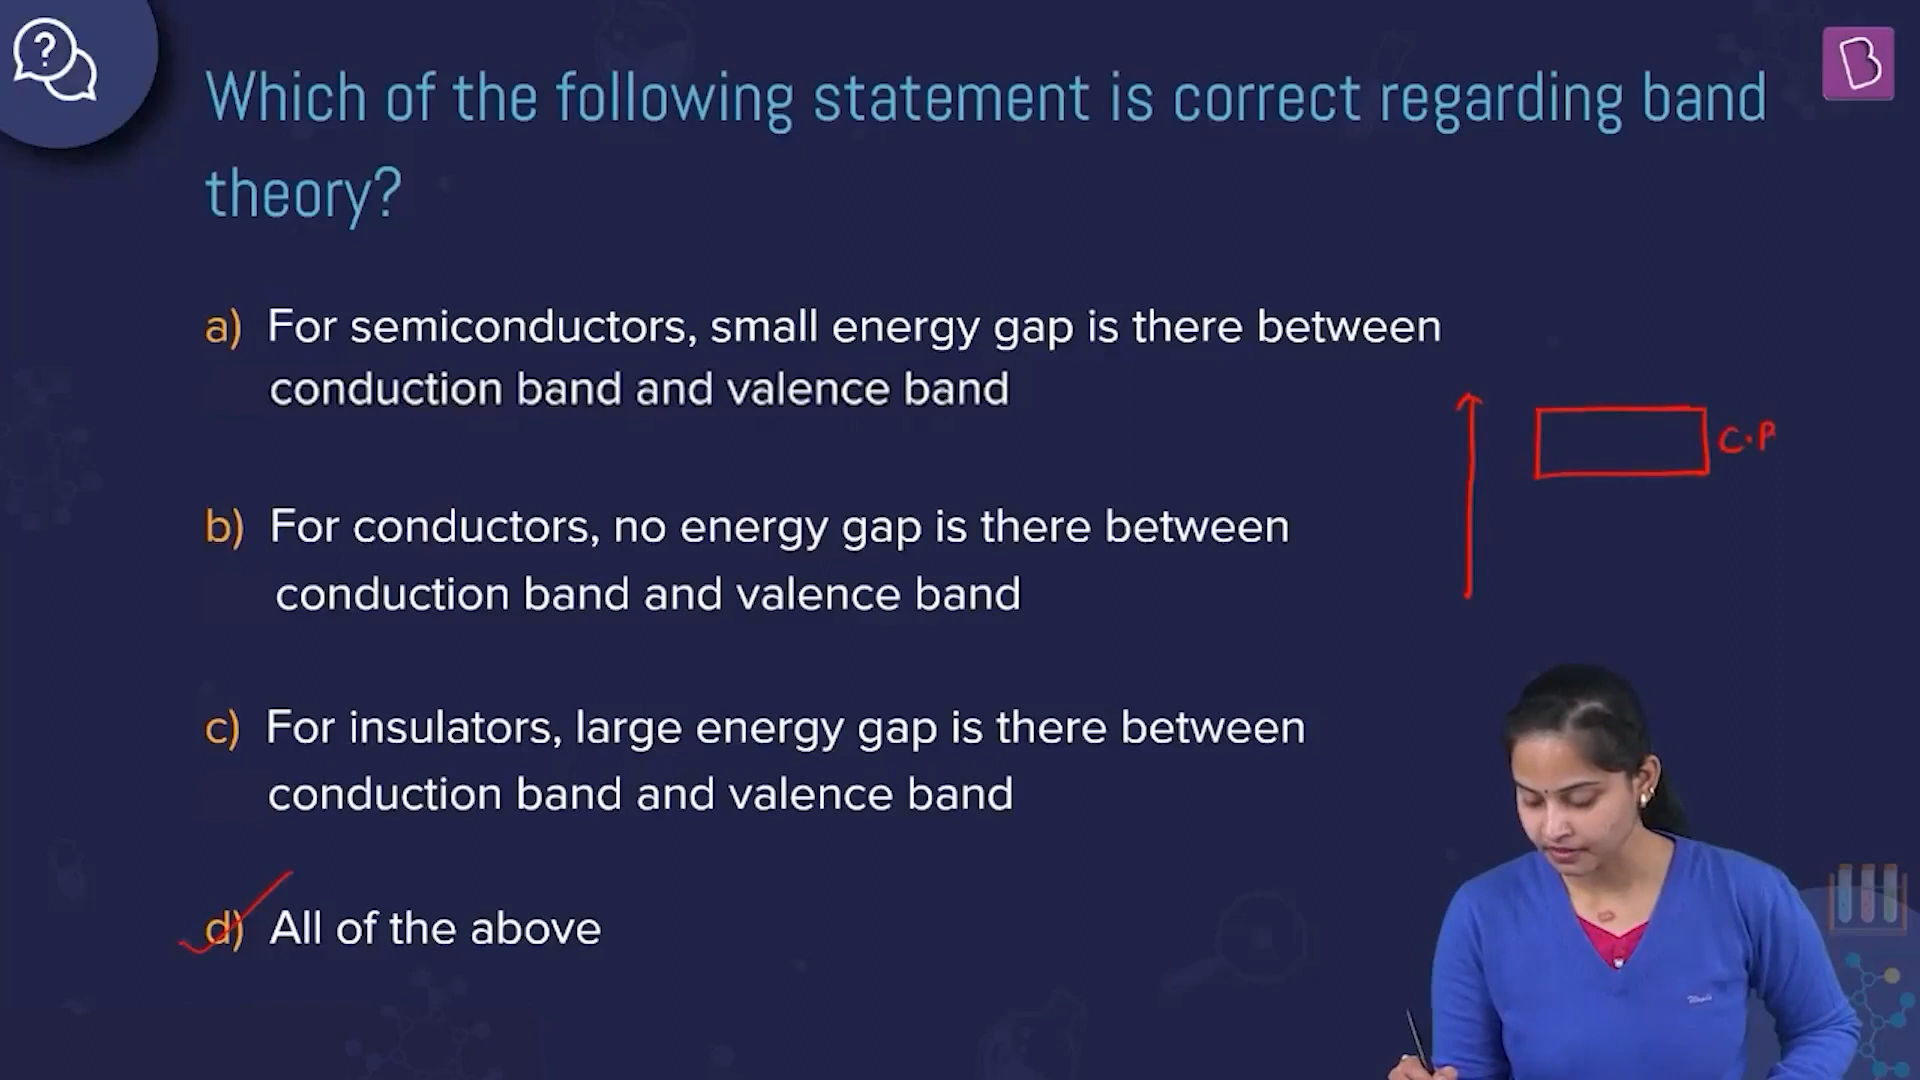 Which of the following statement is correct regarding band
theory?
a) For semiconductors, small energy gap is there between
conduction band and valence band
C.B
b) For conductors, no energy gap is there between
conduction band and valence band
c) For insulators, large energy gap is there between
conduction band and valence band
d) All of the above